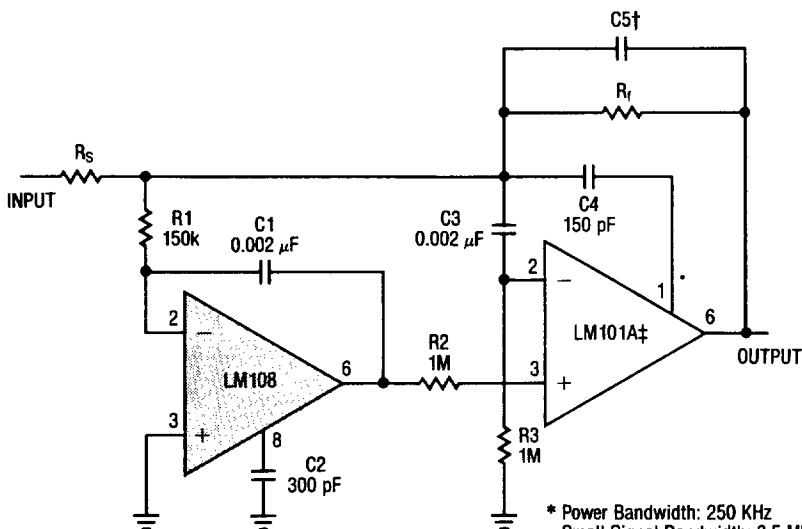 C5†
Rf
RS
INPUT
R1
150k
C1
0.002 µF
C3
0.002 µF
C4
150 pF
2
3
LM108
6
8
C2
300 pF
R2
1M
2
3
1
LM101A‡
6
OUTPUT
R3
1M
* Power Bandwidth: 250 KHz